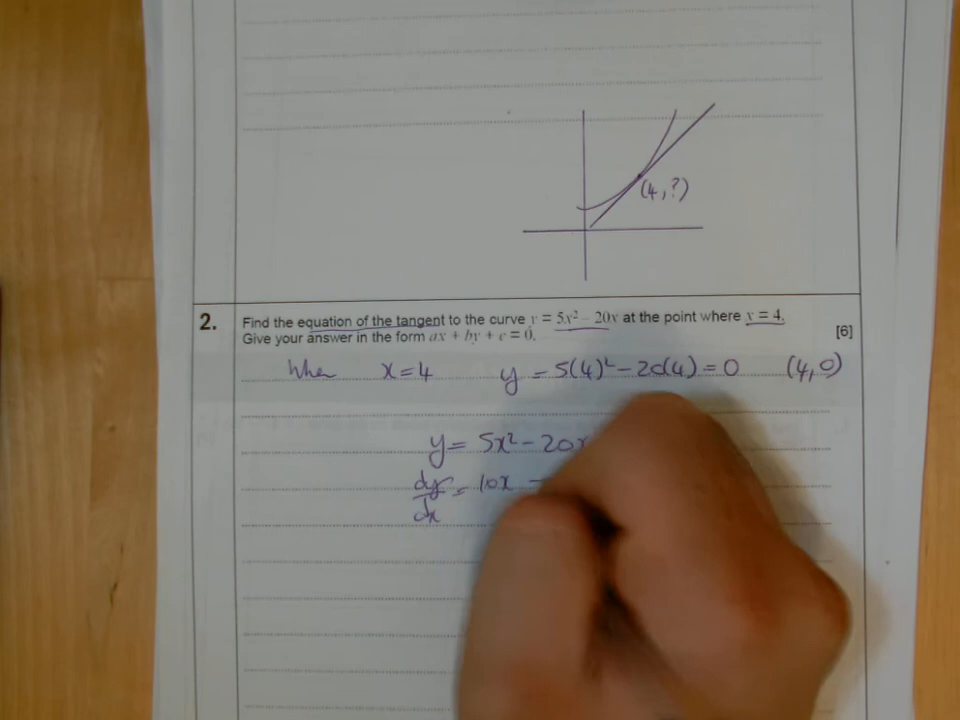 (4,?)
2. Find the equation of the tangent to the curve y = 5x² – 20x at the point where x = 4.
Give your answer in the form ax + by + c = 0.
[6]
When x=4 y = 5(4)² - 20(4) = 0 (4,0)
y = 5x² - 20x
dy/dx = 10x -